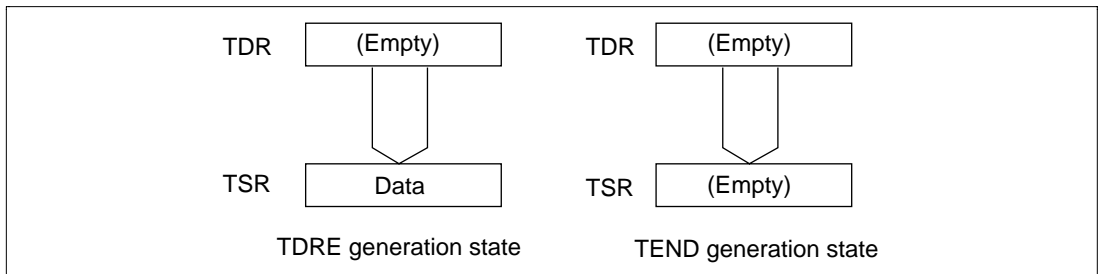 TDR (Empty) TDR (Empty)
TSR Data TSR (Empty)
TDRE generation state TEND generation state